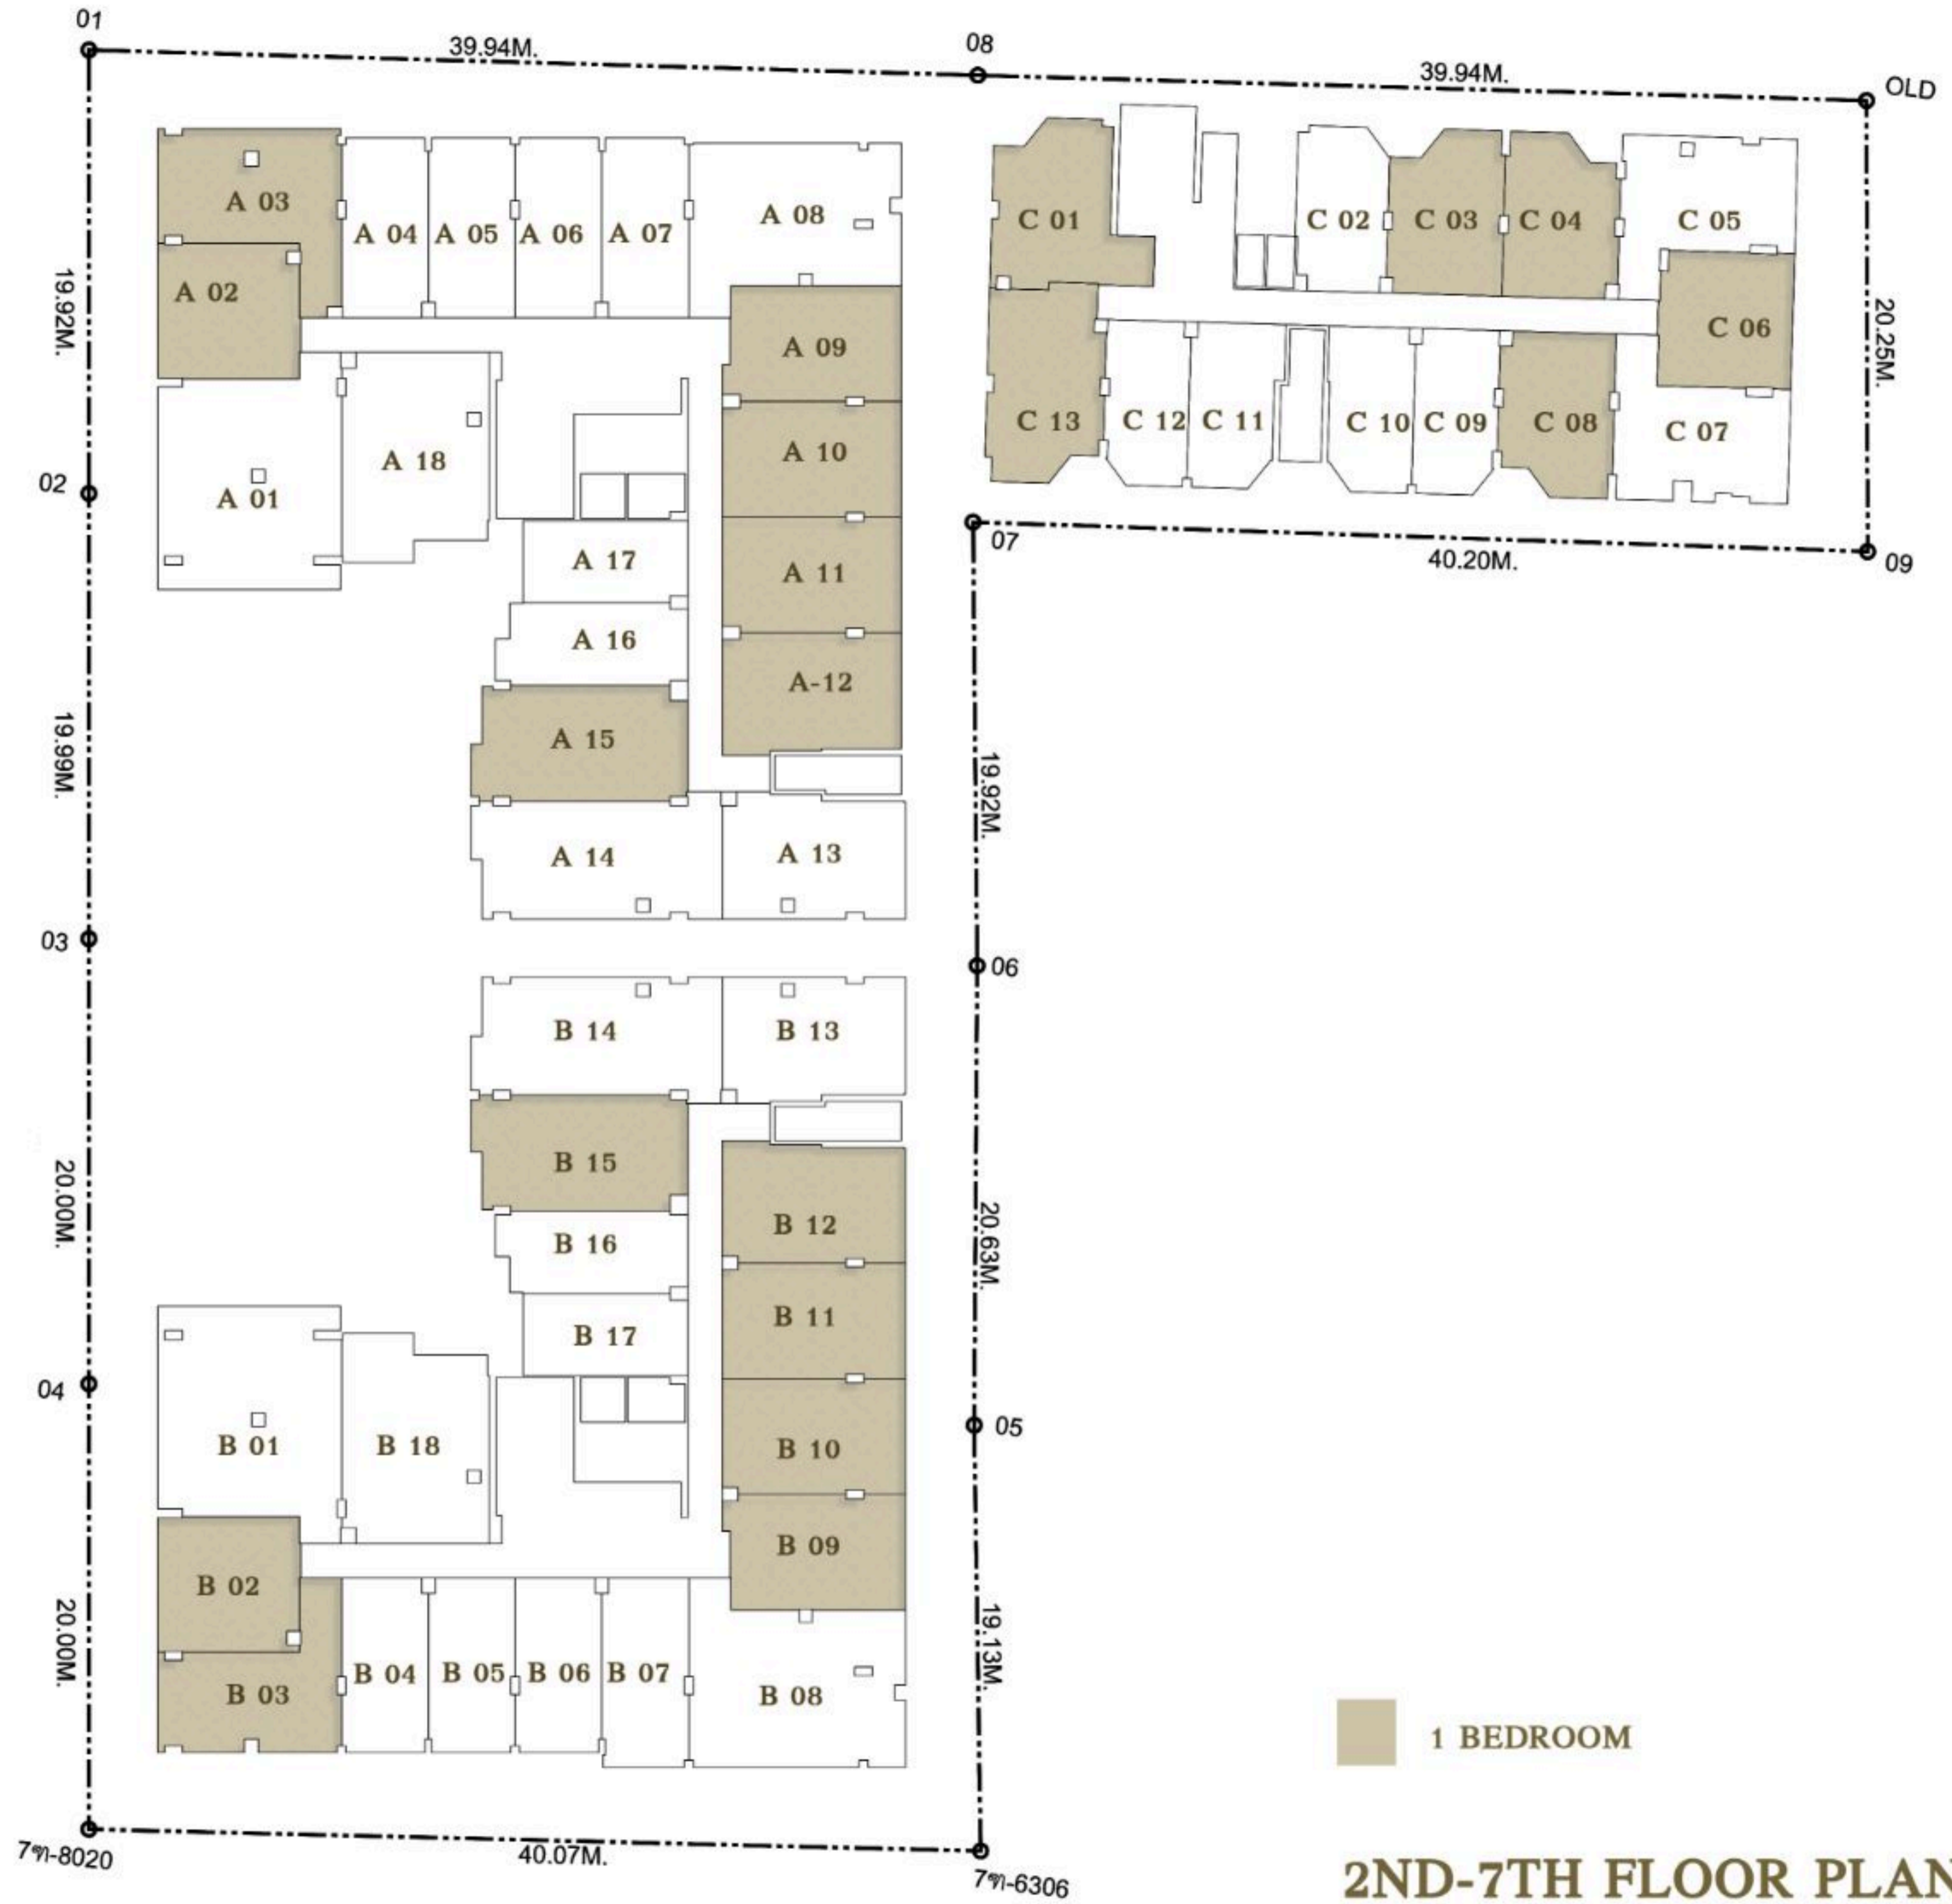 01
39.94M.
08
39.94M.
OLD
A 03
A 04
A 05
A 06
A 07
A 08
C 01
C 02
C 03
C 04
C 05
A 02
19.92M.
A 09
C 06
20.25M.
C 13
C 12
C 11
C 10
C 09
C 08
C 07
A 18
A 10
02
A 01
07
40.20M.
09
A 17
A 11
A 16
A-12
19.99M.
A 15
19.92M.
A 14
A 13
03
06
B 14
B 13
B 15
20.00M.
B 12
B 16
20.63M.
B 11
B 17
04
05
B 01
B 18
B 10
B 09
B 02
20.00M.
B 03
B 04
B 05
B 06
B 07
B 08
19.13M.
1 BEDROOM
40.07M.
7ฑ-8020
7ฑ-6306
2ND-7TH FLOOR PLAN